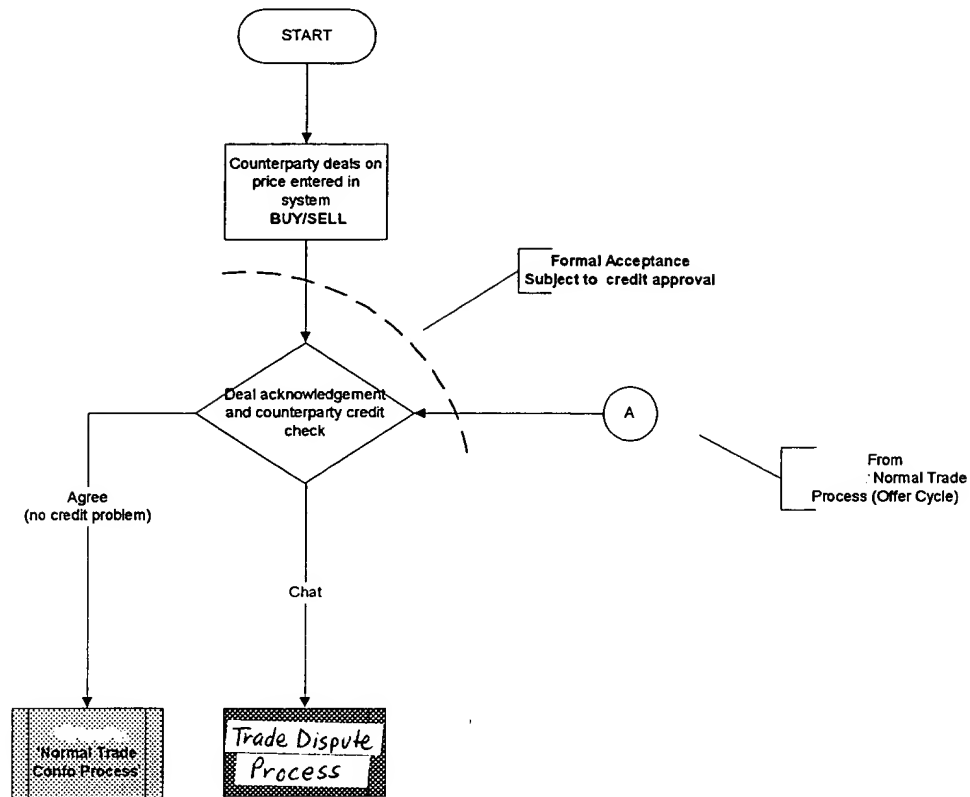 START
Counterparty deals on
price entered in
system
BUY/SELL
Formal Acceptance
Subject to credit approval
Deal acknowledgement
and counterparty credit
check
A
From
Normal Trade
Process (Offer Cycle)
Agree
(no credit problem)
Chat
'Normal Trade
Conto Process'
Trade Dispute
Process